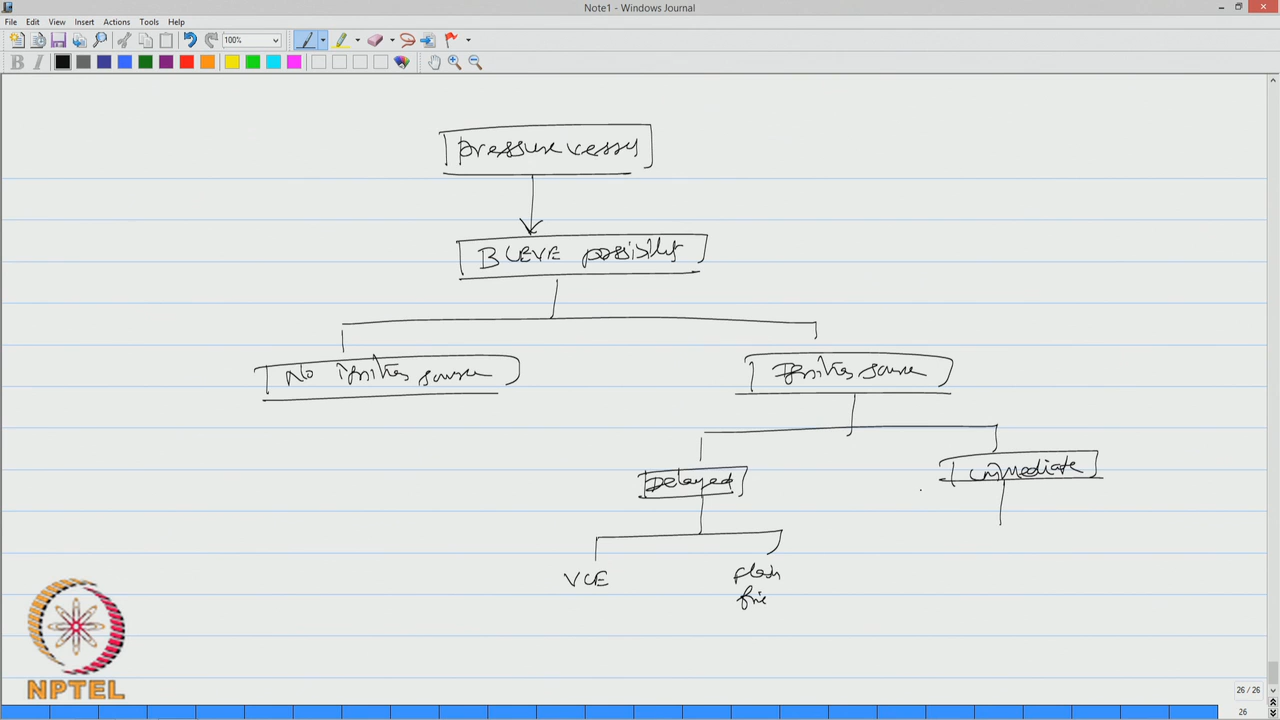 Note1 - Windows Journal
File Edit View Insert Actions Tools Help
100%
B I
Pressure vessel
BLEVE possibility
No ignition source
Ignition source
Delayed
immediate
VCE
flash
fire
NPTEL
26 / 26
26